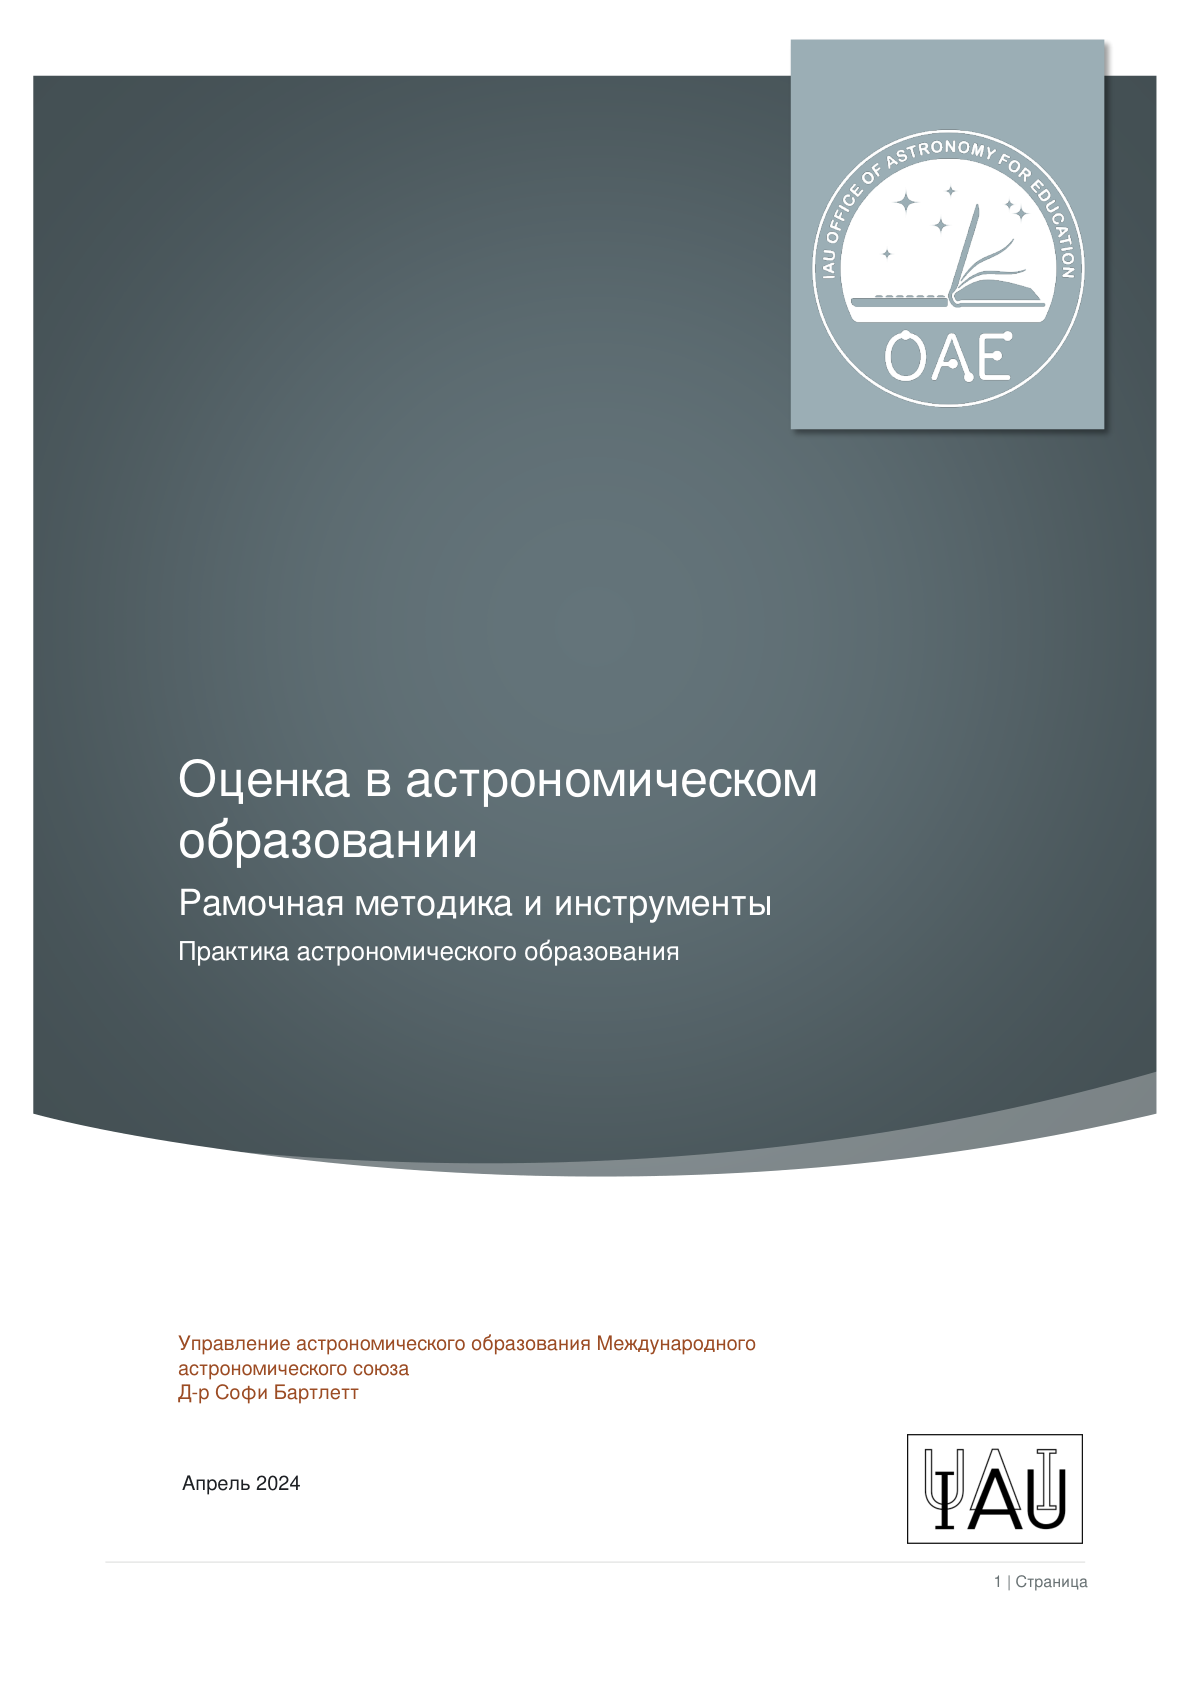 IAU OFFICE OF ASTRONOMY FOR EDUCATION
OAE
Оценка в астрономическом
образовании
Рамочная методика и инструменты
Практика астрономического образования
Управление астрономического образования Международного
астрономического союза
Д-р Софи Бартлетт
Апрель 2024
UAI
IAU
1 | Страница